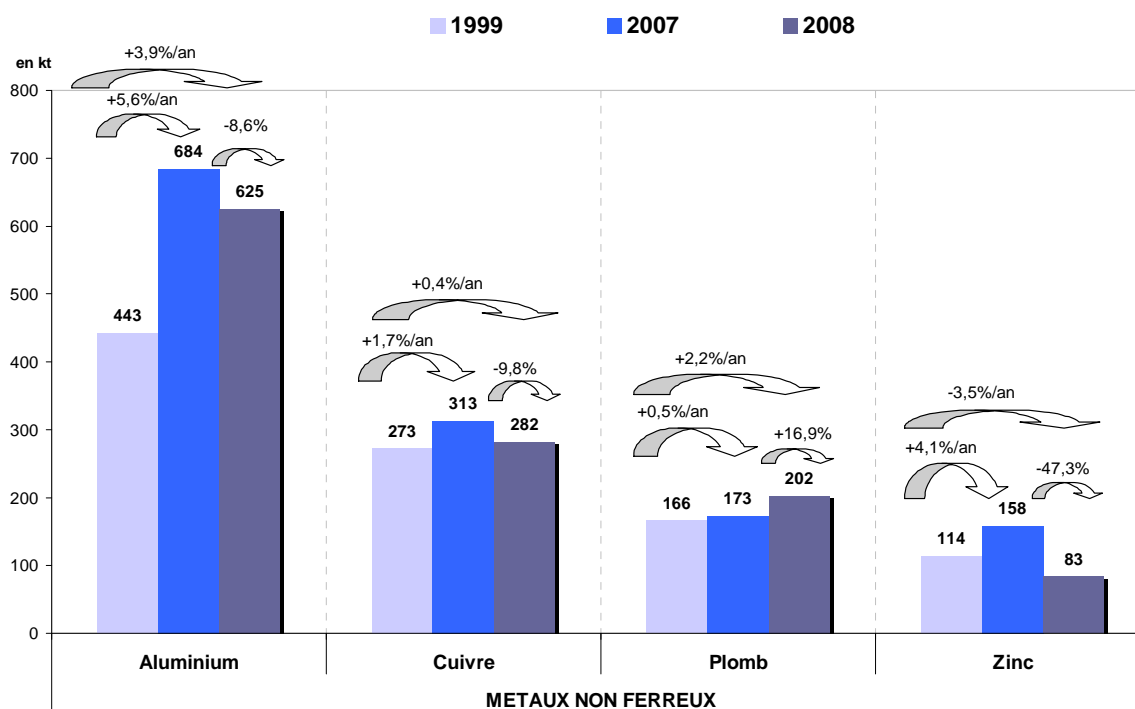 1999 2007 2008
en kt
+3,9%/an
800
+5,6%/an
-8,6%
700
684
625
600
500
+0,4%/an
443
400
+1,7%/an
-9,8%
+2,2%/an
-3,5%/an
313
+0,5%/an
300
273
282
+16,9%
+4,1%/an
-47,3%
202
200
166
173
158
114
100
83
0
Aluminium Cuivre Plomb Zinc
METAUX NON FERREUX